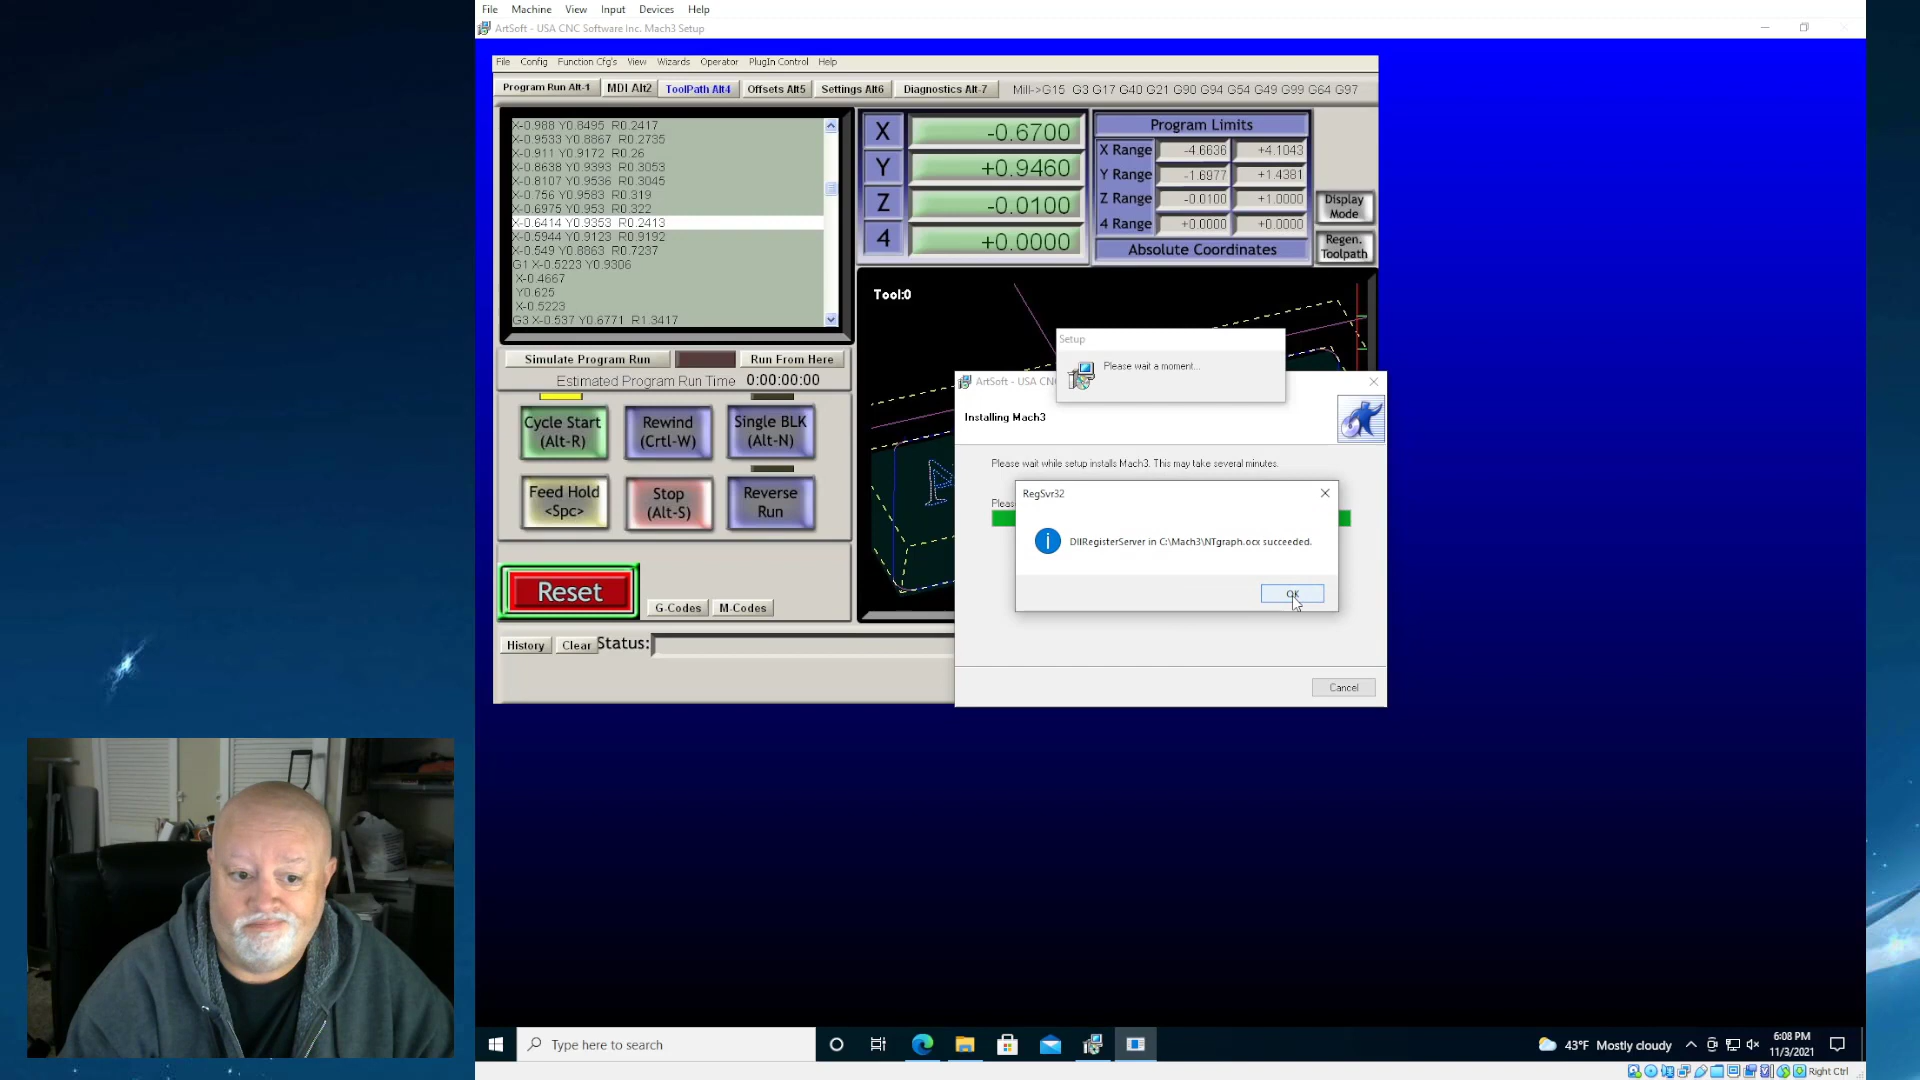 File Machine View Input Devices Help
ArtSoft - USA CNC Software Inc. Mach3 Setup
File Config Function Cfg's View Wizards Operator PlugIn Control Help
Program Run Alt-1 MDI Alt2 ToolPath Alt4 Offsets Alt5 Settings Alt6 Diagnostics Alt-7 Mill->G15 G3 G17 G40 G21 G90 G94 G54 G49 G99 G64 G97
X-0.988 Y0.8495 R0.2417
X-0.9533 Y0.8867 R0.2735
X-0.911 Y0.9172 R0.26
X-0.8638 Y0.9393 R0.3053
X-0.8107 Y0.9536 R0.3045
X-0.756 Y0.9583 R0.319
X-0.6975 Y0.953 R0.322
X-0.6414 Y0.9353 R0.2413
X-0.5944 Y0.9123 R0.9192
X-0.549 Y0.8863 R0.7237
G1 X-0.5223 Y0.9306
X-0.4667
Y0.625
X-0.5223
G3 X-0.537 Y0.6771 R1.3417
X -0.6700
Y +0.9460
Z -0.0100
4 +0.0000
Program Limits
X Range -4.6636 +4.1043
Y Range -1.6977 +1.4381
Z Range -0.0100 +1.0000
4 Range +0.0000 +0.0000
Absolute Coordinates
Display
Mode
Regen.
Toolpath
Tool:0
Simulate Program Run Run From Here
Estimated Program Run Time 0:00:00:00
Cycle Start
(Alt-R)
Rewind
(Crtl-W)
Single BLK
(Alt-N)
Feed Hold
<Spc>
Stop
(Alt-S)
Reverse
Run
Reset
G-Codes M-Codes
History Clear Status:
Setup
Please wait a moment...
ArtSoft - USA CN
Installing Mach3
Please wait while setup installs Mach3. This may take several minutes.
RegSvr32
DllRegisterServer in C:\Mach3\NTgraph.ocx succeeded.
OK
Cancel
Type here to search
43°F Mostly cloudy
6:08 PM
11/3/2021
Right Ctrl